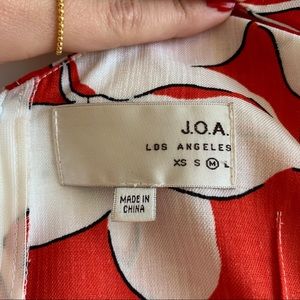 J.O.A.
LOS ANGELES
XS S M L
MADE IN
CHINA